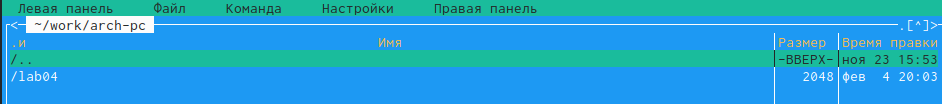 Левая панель Файл Команда Настройки Правая панель
<- ~/work/arch-pc .[^]>
.и Имя Размер Время правки
/.. -ВВЕРХ- ноя 23 15:53
/lab04 2048 фев 4 20:03